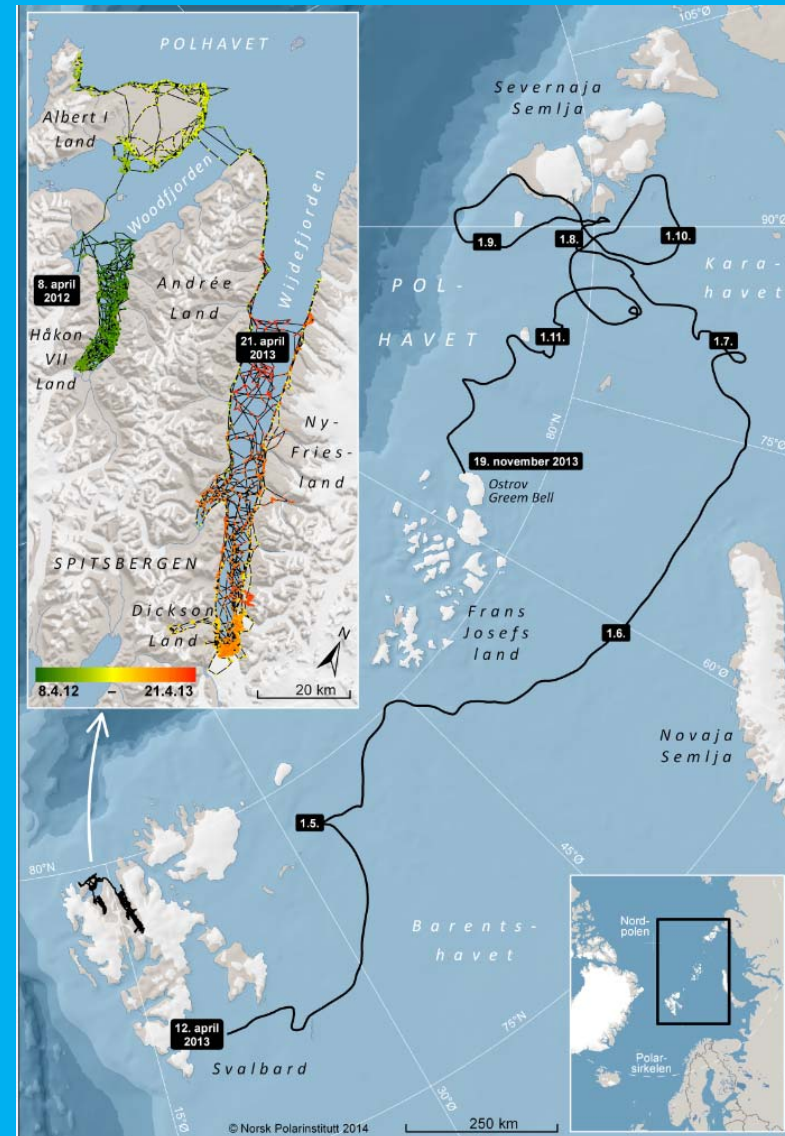 POLHAVET
Albert I
Land
Woodfjorden
Wijdefjorden
8. april
2012
Andrée
Land
Håkon
VII
Land
21. april
2013
Ny-
Fries-
land
SPITSBERGEN
Dickson
Land
N
8.4.12 – 21.4.13
20 km
105°Ø
Severnaja
Semlja
90°Ø
1.9.
1.8.
1.10.
Kara-
havet
POL-
HAVET
1.11.
1.7.
80°N
75°Ø
19. november 2013
Ostrov
Greem Bell
Frans
Josefs
land
1.6.
60°Ø
Novaja
Semlja
1.5.
45°Ø
80°N
Barents-
havet
Nord-
polen
12. april
2013
75°N
Svalbard
Polar-
sirkelen
15°Ø
30°Ø
© Norsk Polarinstitutt 2014
250 km